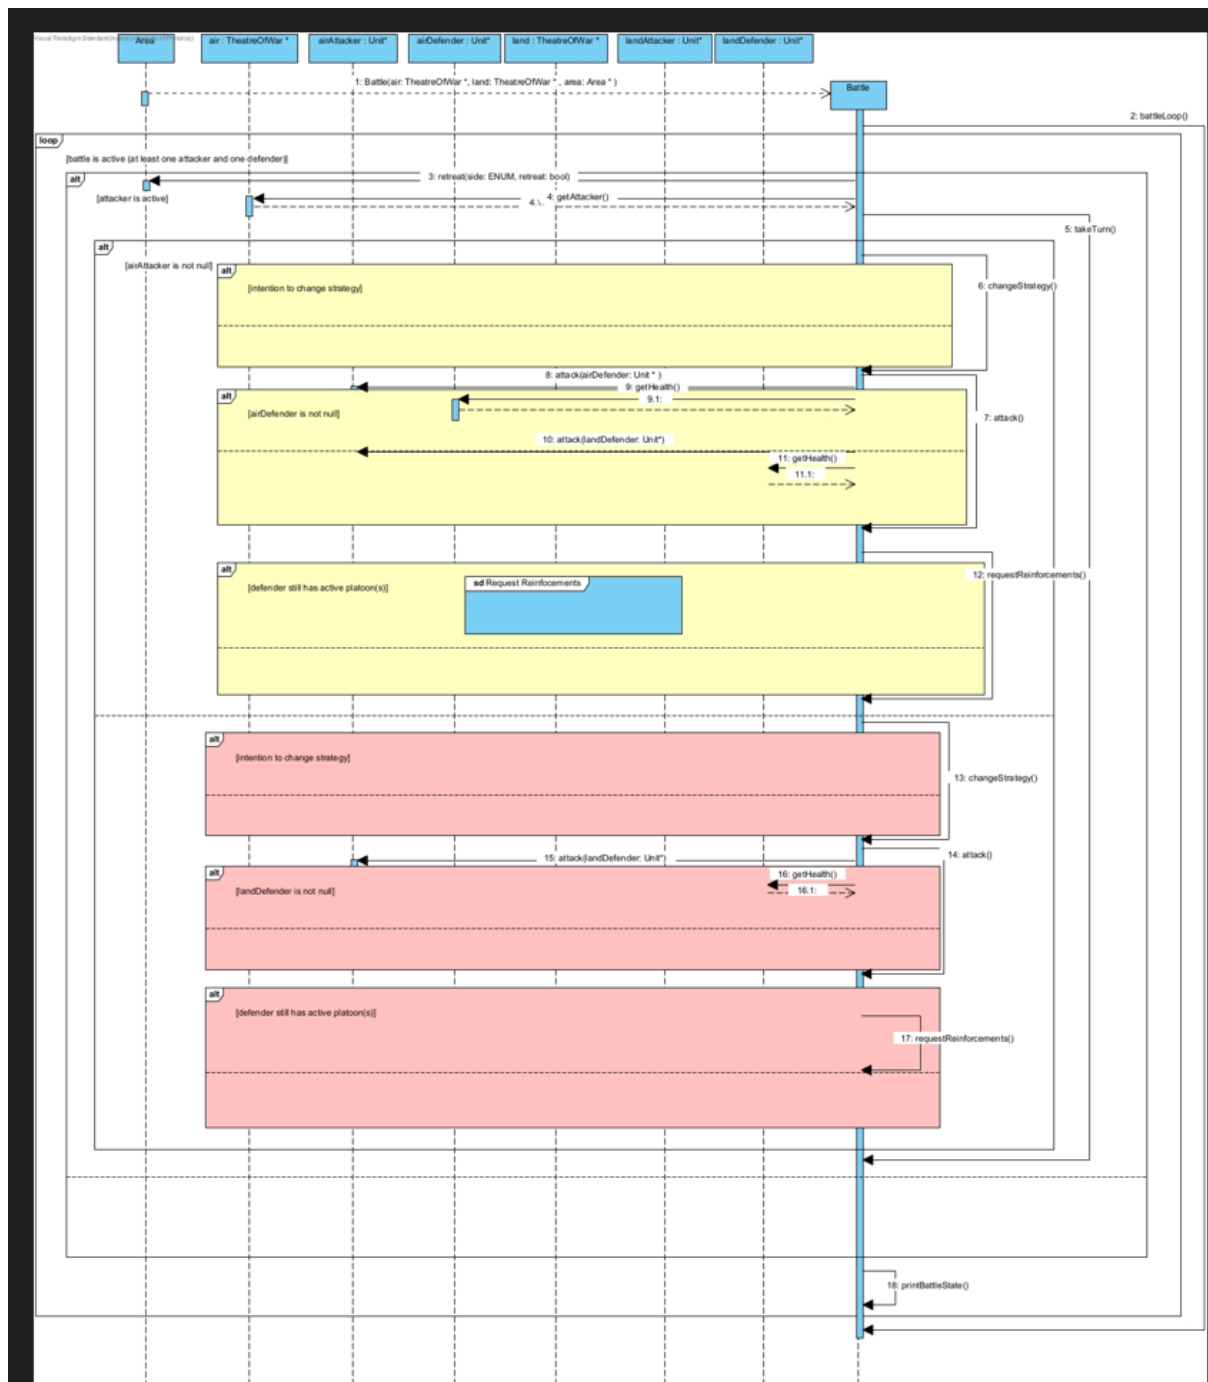 Visual Paradigm Standard
Area
air : TheatreOfWar *
airAttacker : Unit*
airDefender : Unit*
land : TheatreOfWar *
landAttacker : Unit*
landDefender : Unit*
1: Battle(air: TheatreOfWar *, land: TheatreOfWar * , area: Area * )
Battle
2: battleLoop()
loop
[battle is active (at least one attacker and one defender)]
alt
3: retreat(side: ENUM, retreat: bool)
[attacker is active]
4: getAttacker()
5: takeTurn()
alt
[airAttacker is not null]
alt
6: changeStrategy()
[intention to change strategy]
8: attack(airDefender: Unit * )
9: getHealth()
alt
9.1:
[airDefender is not null]
7: attack()
10: attack(landDefender: Unit*)
11: getHealth()
11.1:
alt
12: requestReinforcements()
[defender still has active platoon(s)]
sd Request Reinfocements
alt
[intention to change strategy]
13: changeStrategy()
15: attack(landDefender: Unit*)
14: attack()
alt
16: getHealth()
[landDefender is not null]
16.1:
alt
[defender still has active platoon(s)]
17: requestReinforcements()
18: printBattleState()